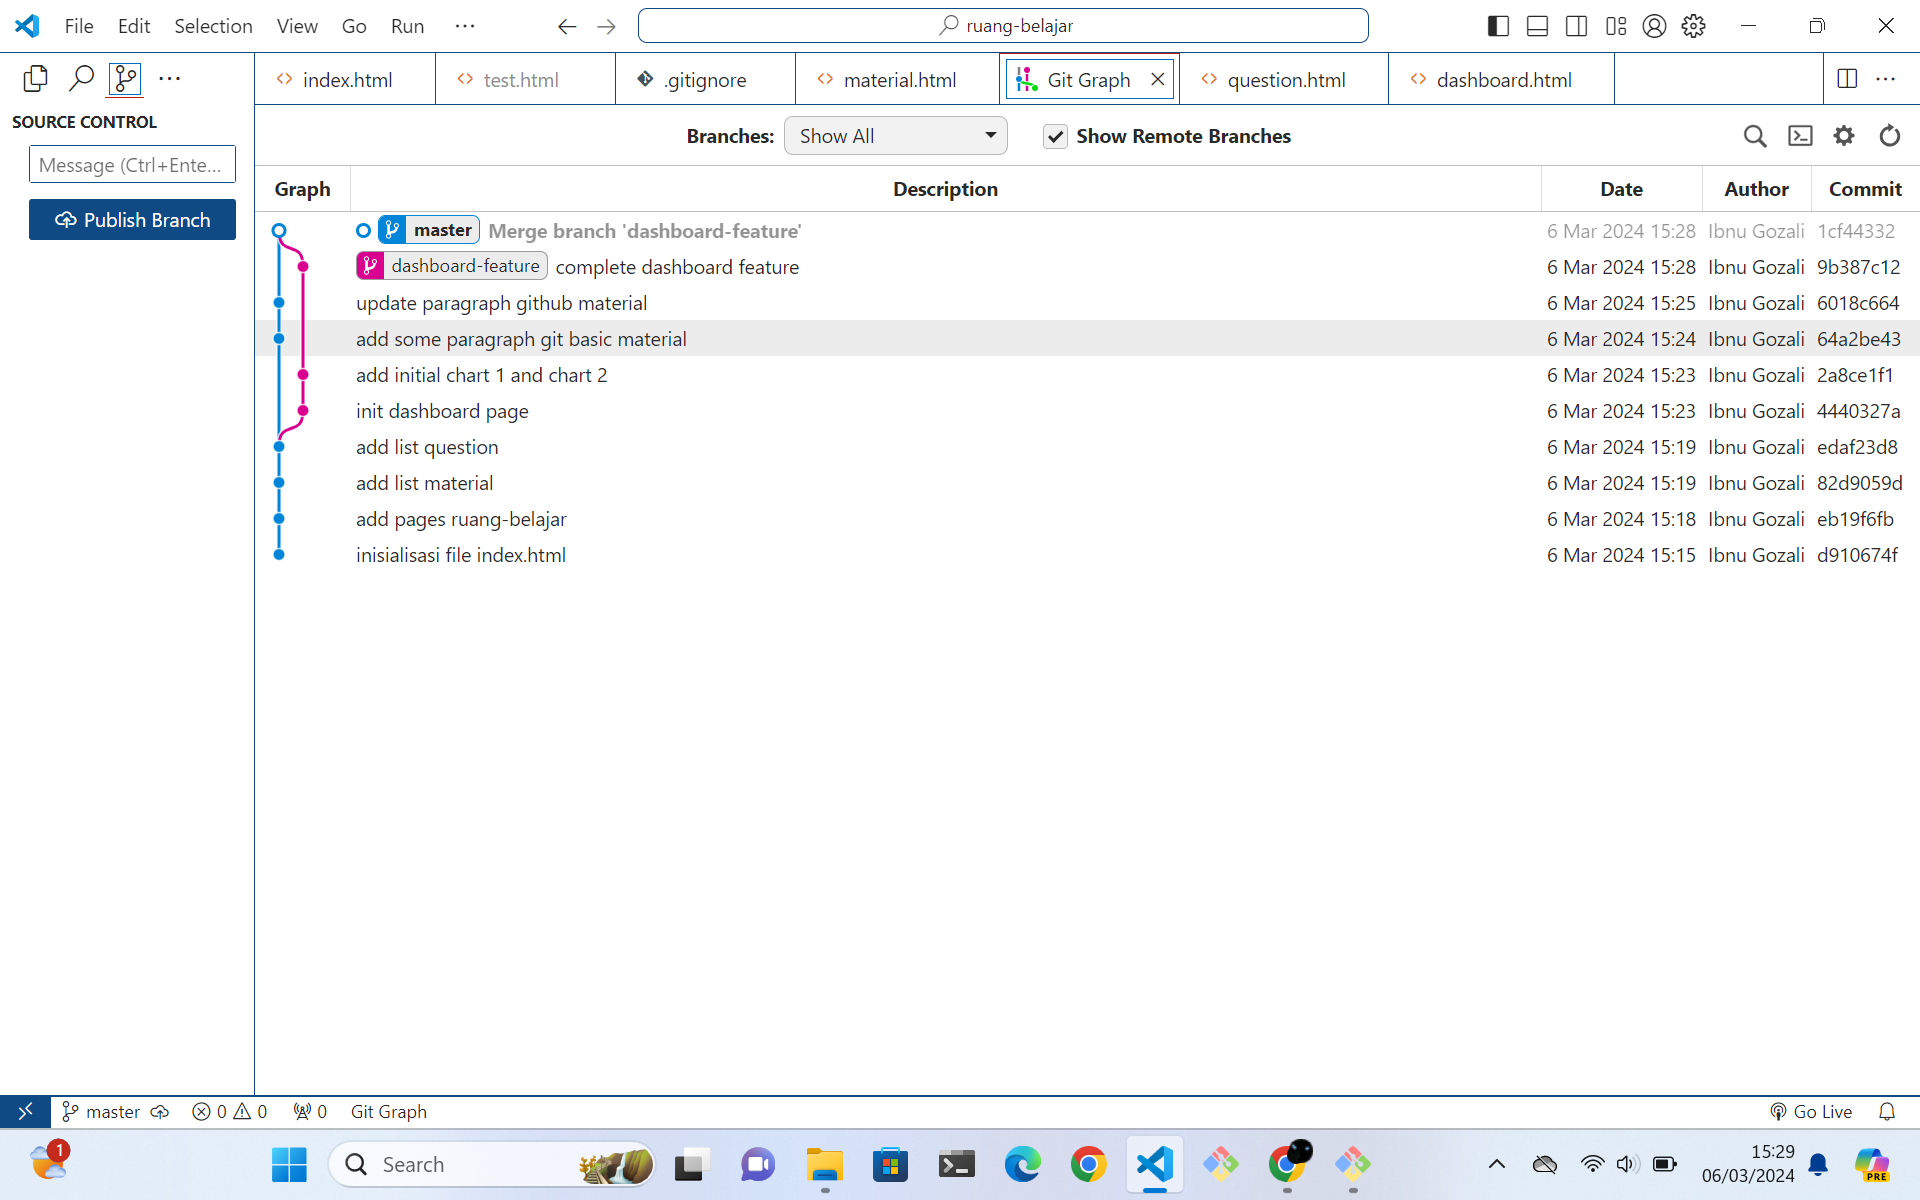 File Edit Selection View Go Run ··· ruang-belajar
index.html test.html .gitignore material.html Git Graph question.html dashboard.html
SOURCE CONTROL
Message (Ctrl+Ente...
Publish Branch
Branches: Show All Show Remote Branches
Graph Description Date Author Commit
master Merge branch 'dashboard-feature' 6 Mar 2024 15:28 Ibnu Gozali 1cf44332
dashboard-feature complete dashboard feature 6 Mar 2024 15:28 Ibnu Gozali 9b387c12
update paragraph github material 6 Mar 2024 15:25 Ibnu Gozali 6018c664
add some paragraph git basic material 6 Mar 2024 15:24 Ibnu Gozali 64a2be43
add initial chart 1 and chart 2 6 Mar 2024 15:23 Ibnu Gozali 2a8ce1f1
init dashboard page 6 Mar 2024 15:23 Ibnu Gozali 4440327a
add list question 6 Mar 2024 15:19 Ibnu Gozali edaf23d8
add list material 6 Mar 2024 15:19 Ibnu Gozali 82d9059d
add pages ruang-belajar 6 Mar 2024 15:18 Ibnu Gozali eb19f6fb
inisialisasi file index.html 6 Mar 2024 15:15 Ibnu Gozali d910674f
master 0 0 0 Git Graph Go Live
1 Search PRE
15:29
06/03/2024